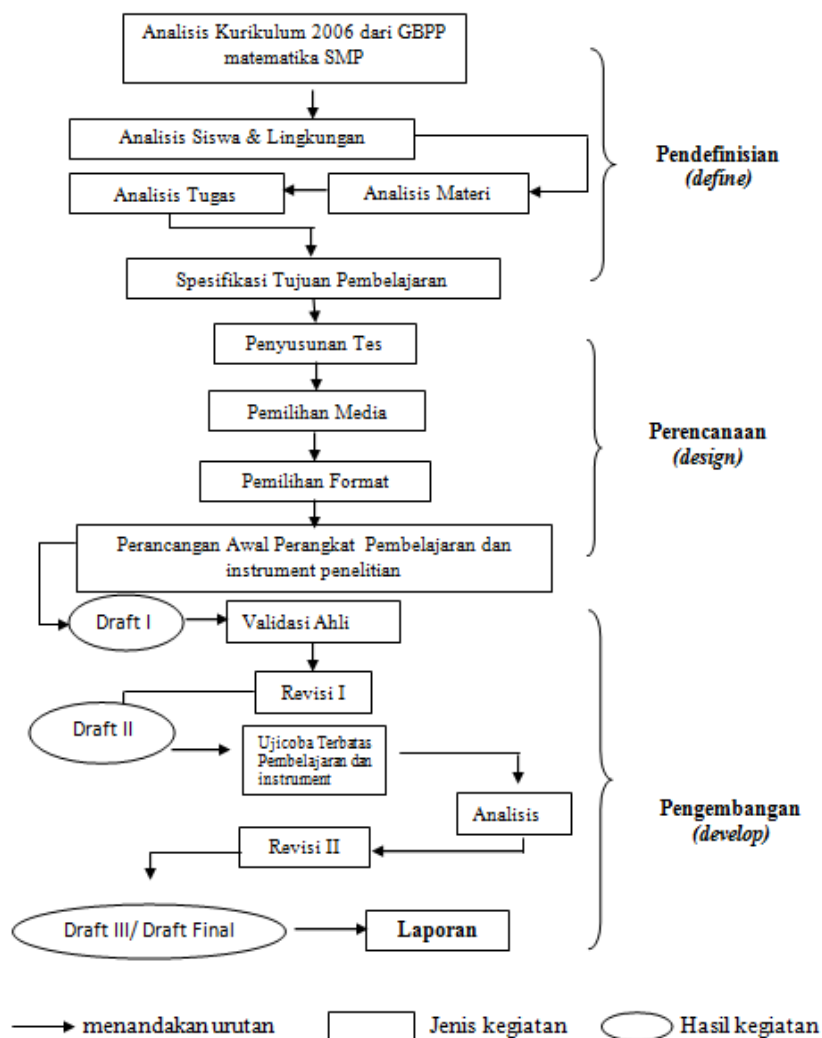 Analisis Kurikulum 2006 dari GBPP
matematika SMP
Analisis Siswa & Lingkungan
Pendefinisian
(define)
Analisis Tugas
Analisis Materi
Spesifikasi Tujuan Pembelajaran
Penyusunan Tes
Pemilihan Media
Perencanaan
(design)
Pemilihan Format
Perancangan Awal Perangkat Pembelajaran dan
instrument penelitian
Draft I
Validasi Ahli
Revisi I
Draft II
Ujicoba Terbatas
Pembelajaran dan
instrument
Analisis
Pengembangan
(develop)
Revisi II
Draft III/ Draft Final
Laporan
menandakan urutan
Jenis kegiatan
Hasil kegiatan